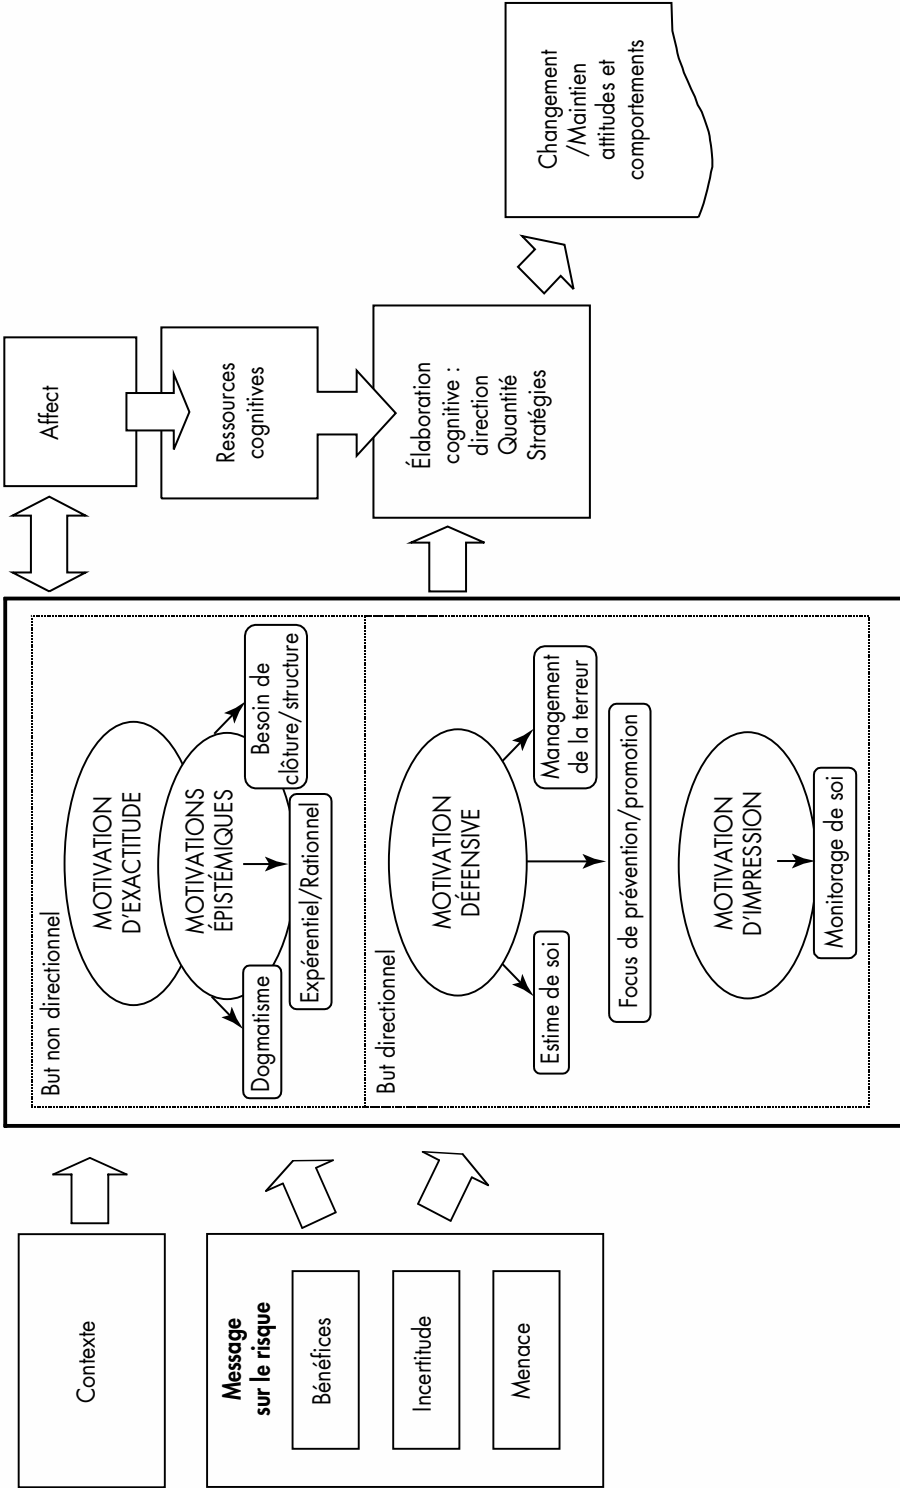 Contexte
Message
sur le risque
Bénéfices
Incertitude
Menace
But non directionnel
MOTIVATION
D'EXACTITUDE
MOTIVATIONS
ÉPISTÉMIQUES
Dogmatisme
Expérentiel/Rationnel
Besoin de
clôture/structure
But directionnel
MOTIVATION
DÉFENSIVE
Estime de soi
Management
de la terreur
Focus de prévention/promotion
MOTIVATION
D'IMPRESSION
Monitorage de soi
Affect
Ressources
cognitives
Élaboration
cognitive :
direction
Quantité
Stratégies
Changement
/Maintien
attitudes et
comportements